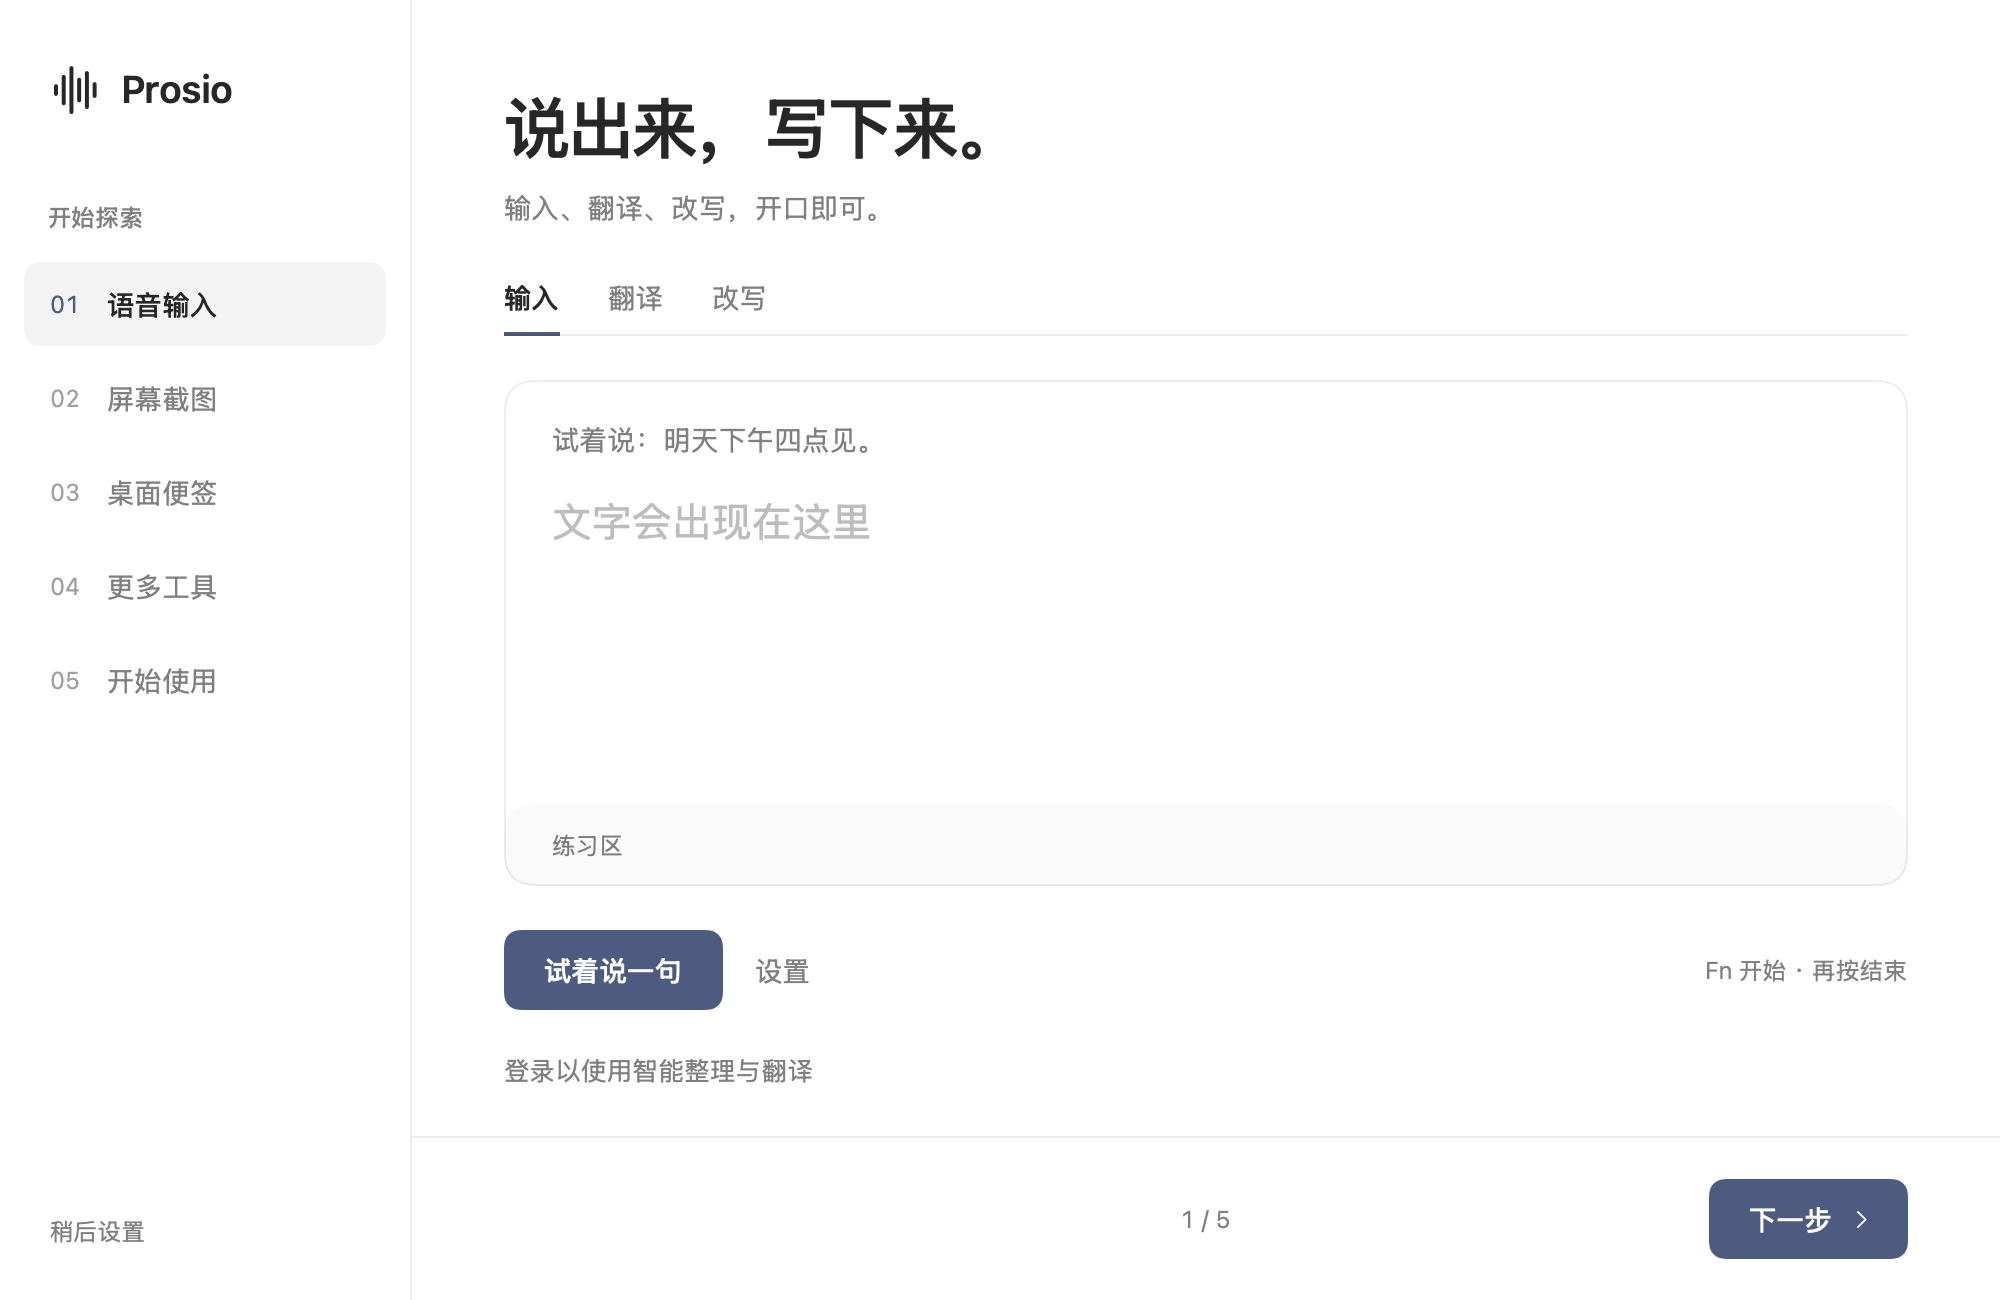 Prosio
开始探索
01 语音输入
02 屏幕截图
03 桌面便签
04 更多工具
05 开始使用
稍后设置
说出来，写下来。
输入、翻译、改写，开口即可。
输入 翻译 改写
试着说：明天下午四点见。
文字会出现在这里
练习区
试着说一句 设置 Fn 开始 · 再按结束
登录以使用智能整理与翻译
1 / 5 下一步